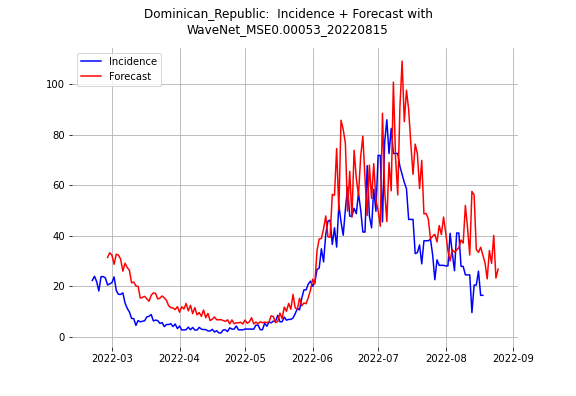 Dominican_Republic:  Incidence + Forecast with
WaveNet_MSE0.00053_20220815
Incidence
Forecast
100
80
60
40
20
0
2022-03 2022-04 2022-05 2022-06 2022-07 2022-08 2022-09